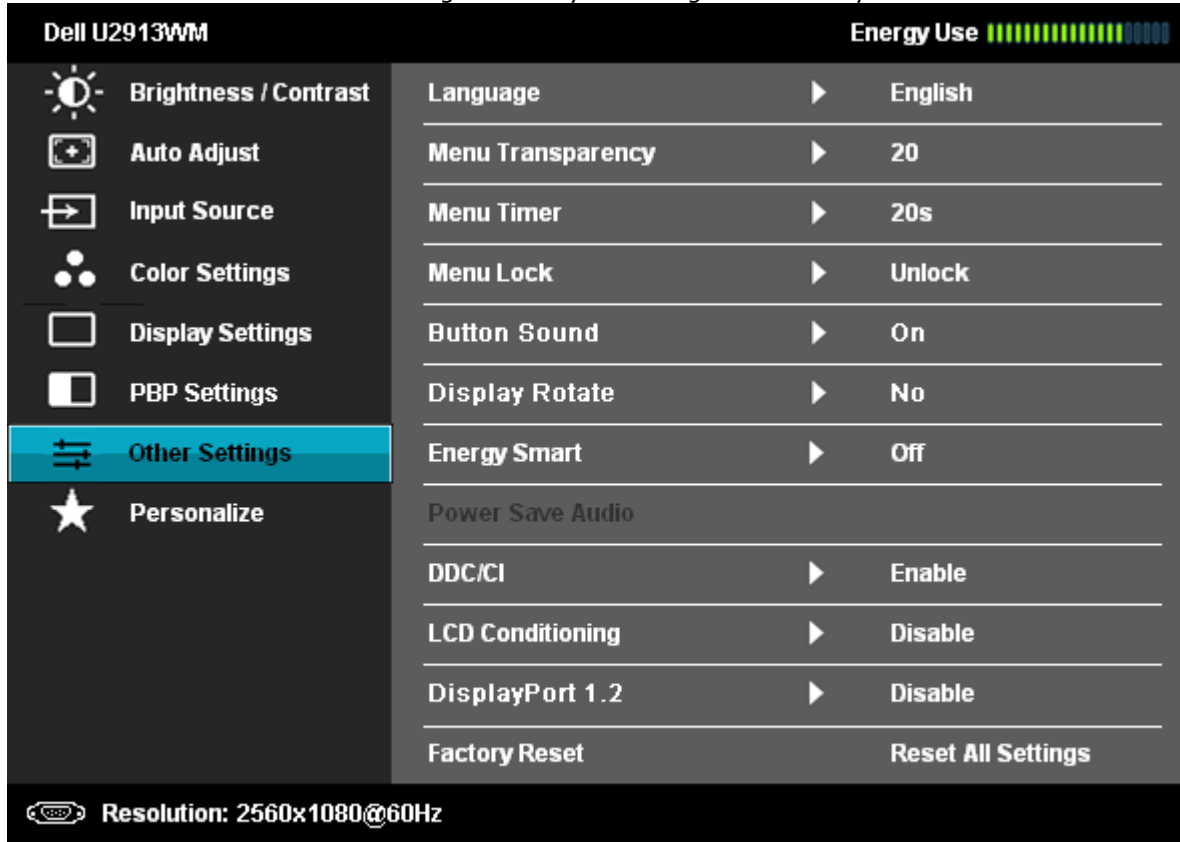 Dell U2913WM
Energy Use
Brightness / Contrast
Auto Adjust
Input Source
Color Settings
Display Settings
PBP Settings
Other Settings
Personalize
Language English
Menu Transparency 20
Menu Timer 20s
Menu Lock Unlock
Button Sound On
Display Rotate No
Energy Smart Off
Power Save Audio
DDC/CI Enable
LCD Conditioning Disable
DisplayPort 1.2 Disable
Factory Reset Reset All Settings
Resolution: 2560x1080@60Hz